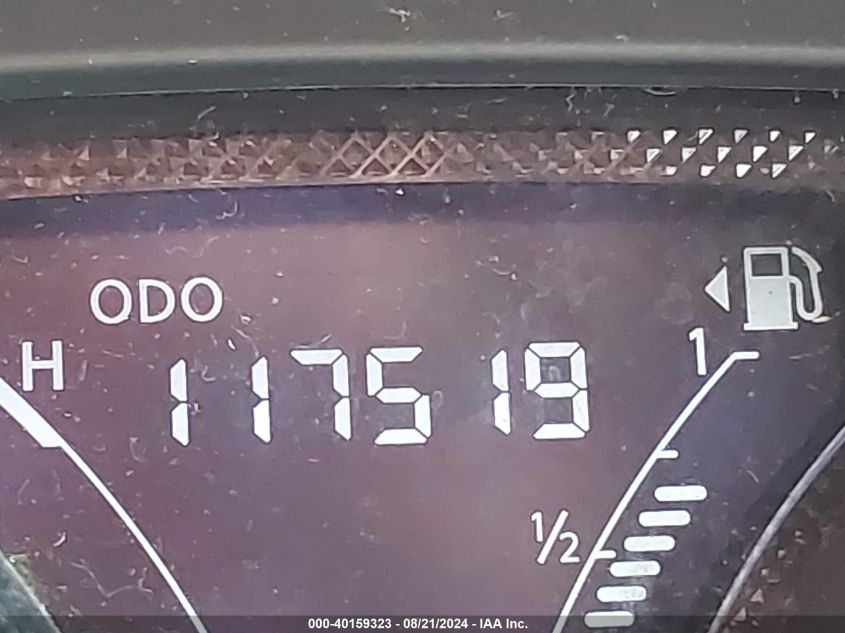 ODO
H
117519
1
1/2
000-40159323 - 08/21/2024 - IAA Inc.